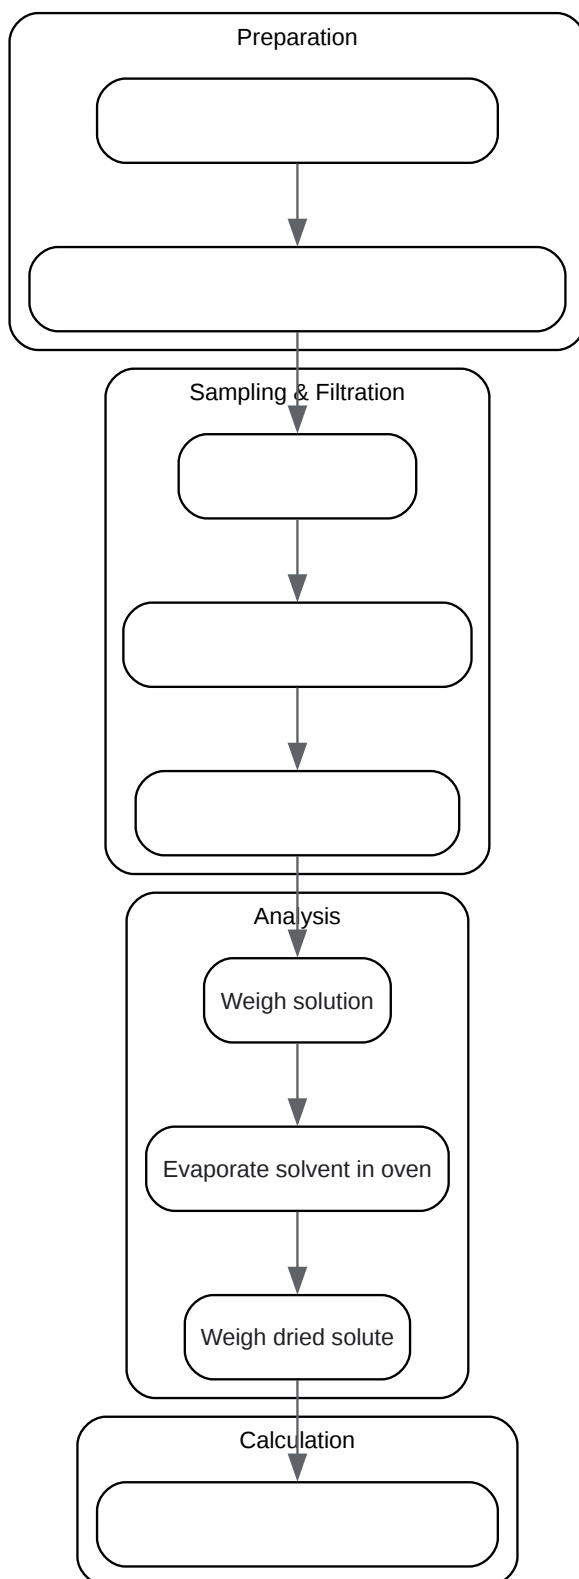 Preparation
Sampling & Filtration
Analysis
Weigh solution
Evaporate solvent in oven
Weigh dried solute
Calculation